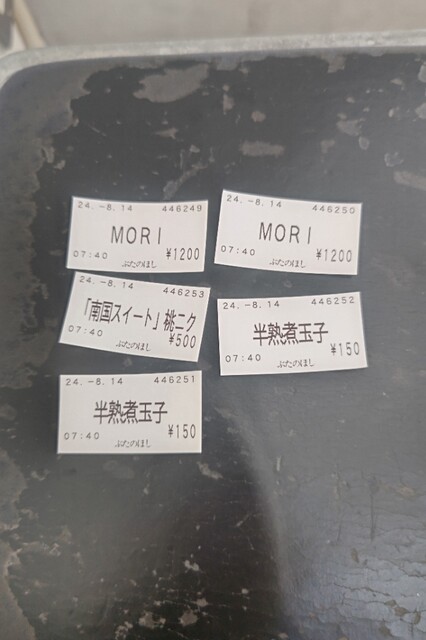 24.-8.14 446249
MORI
07:40 ¥1200
ぶたのほし
24.-8.14 446250
MORI
07:40 ¥1200
ぶたのほし
24.-8.14 446253
「南国スイート」桃ニク
07:40 ¥500
ぶたのほし
24.-8.14 446252
半熟煮玉子
07:40 ¥150
ぶたのほし
24.-8.14 446251
半熟煮玉子
07:40 ¥150
ぶたのほし